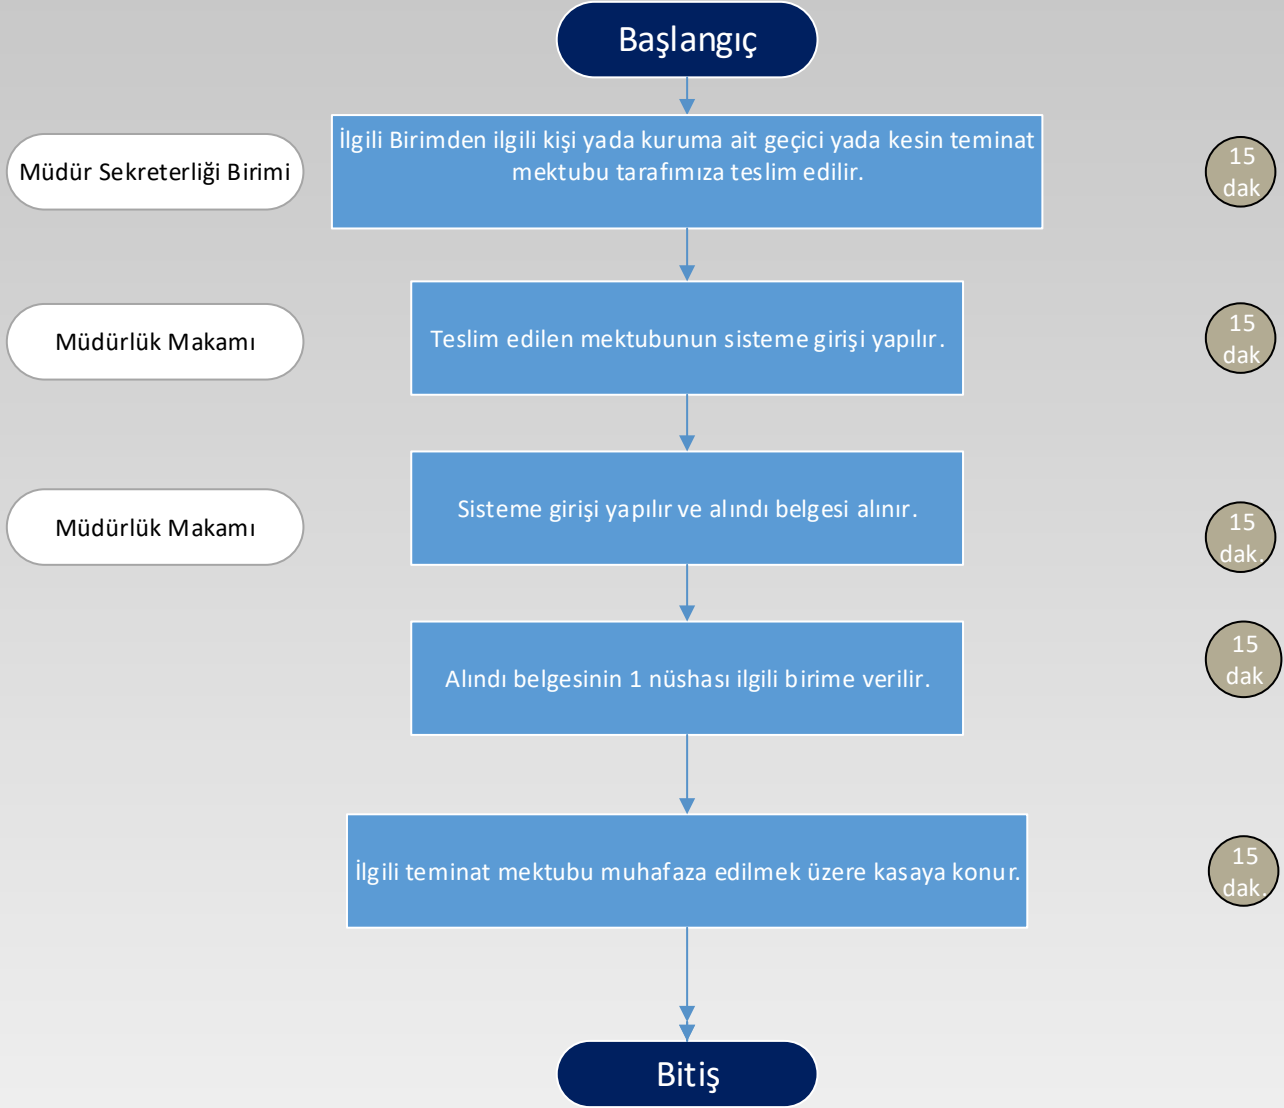 Başlangıç
Müdür Sekreterliği Birimi
İlgili Birimden ilgili kişi yada kuruma ait geçici yada kesin teminat
mektubu tarafımıza teslim edilir.
15
dak
Müdürlük Makamı
Teslim edilen mektubunun sisteme girişi yapılır.
15
dak
Müdürlük Makamı
Sisteme girişi yapılır ve alındı belgesi alınır.
15
dak.
Alındı belgesinin 1 nüshası ilgili birime verilir.
15
dak
İlgili teminat mektubu muhafaza edilmek üzere kasaya konur.
15
dak.
Bitiş